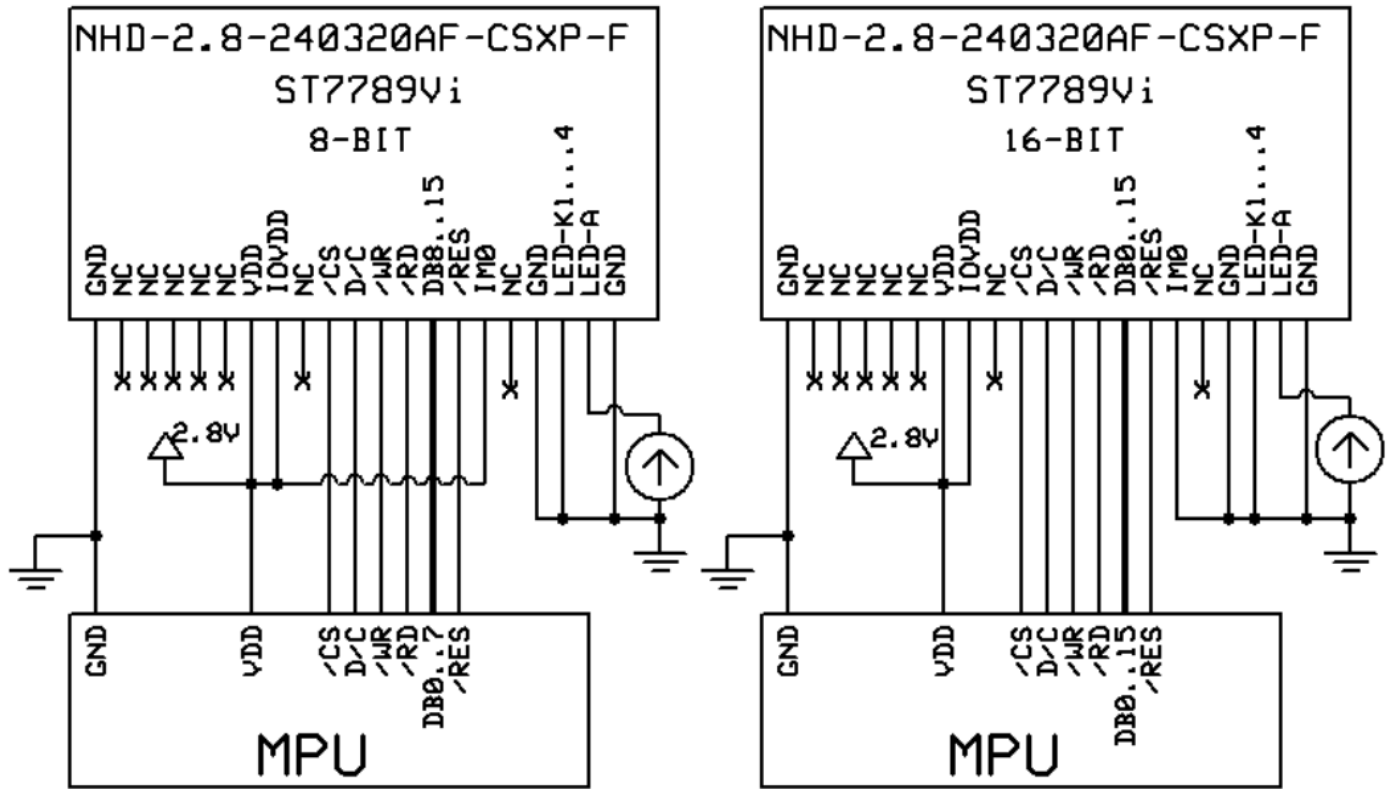 NHD-2.8-240320AF-CSXP-F
ST7789Vi
8-BIT
GND
NC
NC
NC
NC
NC
VDD
IOVDD
NC
/CS
D/C
/WR
/RD
DB8..15
/RES
IM0
NC
GND
LED-K1...4
LED-A
GND
2.8V
GND
VDD
/CS
D/C
/WR
/RD
DB0..7
/RES
MPU
NHD-2.8-240320AF-CSXP-F
ST7789Vi
16-BIT
GND
NC
NC
NC
NC
NC
VDD
IOVDD
NC
/CS
D/C
/WR
/RD
DB0..15
/RES
IM0
NC
GND
LED-K1...4
LED-A
GND
2.8V
GND
VDD
/CS
D/C
/WR
/RD
DB0..15
/RES
MPU